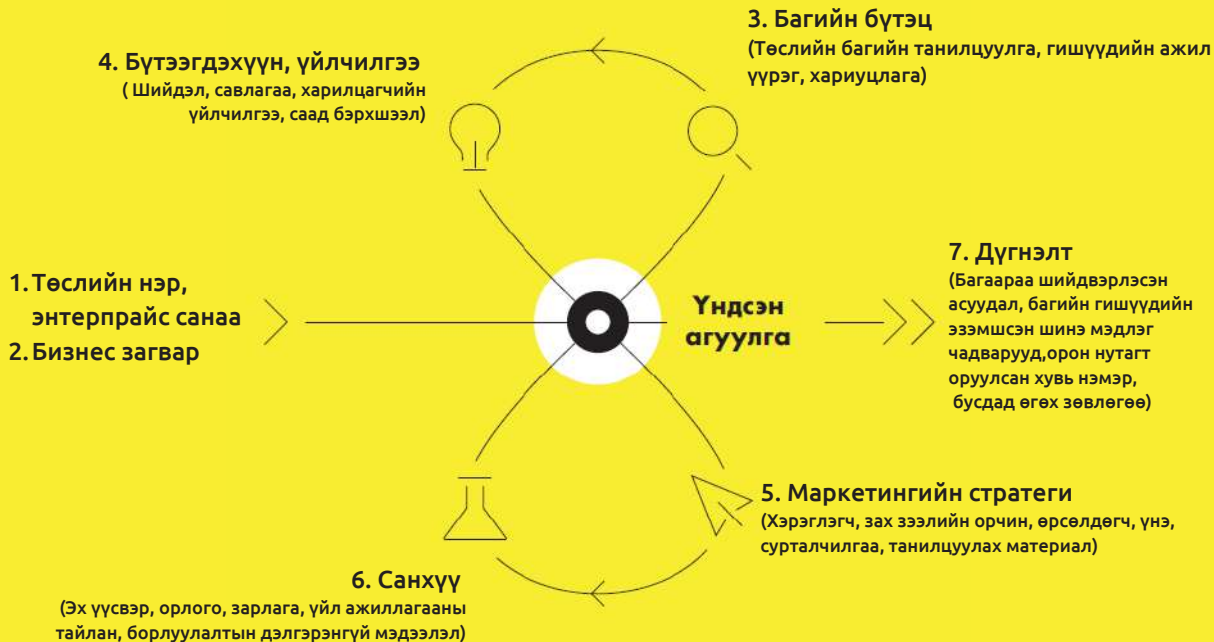 1. Төслийн нэр,
энтерпрайс санаа
2. Бизнес загвар
3. Багийн бүтэц
(Төслийн багийн танилцуулга, гишүүдийн ажил
үүрэг, хариуцлага)
4. Бүтээгдэхүүн, үйлчилгээ
( Шийдэл, савлагаа, харилцагчийн
үйлчилгээ, саад бэрхшээл)
Үндсэн
агуулга
5. Маркетингийн стратеги
(Хэрэглэгч, зах зээлийн орчин, өрсөлдөгч, үнэ,
сурталчилгаа, танилцуулах материал)
6. Санхүү
(Эх үүсвэр, орлого, зарлага, үйл ажиллагааны
тайлан, борлуулалтын дэлгэрэнгүй мэдээлэл)
7. Дүгнэлт
(Багаараа шийдвэрлэсэн
асуудал, багийн гишүүдийн
эзэмшсэн шинэ мэдлэг
чадварууд,орон нутагт
оруулсан хувь нэмэр,
бусдад өгөх зөвлөгөө)